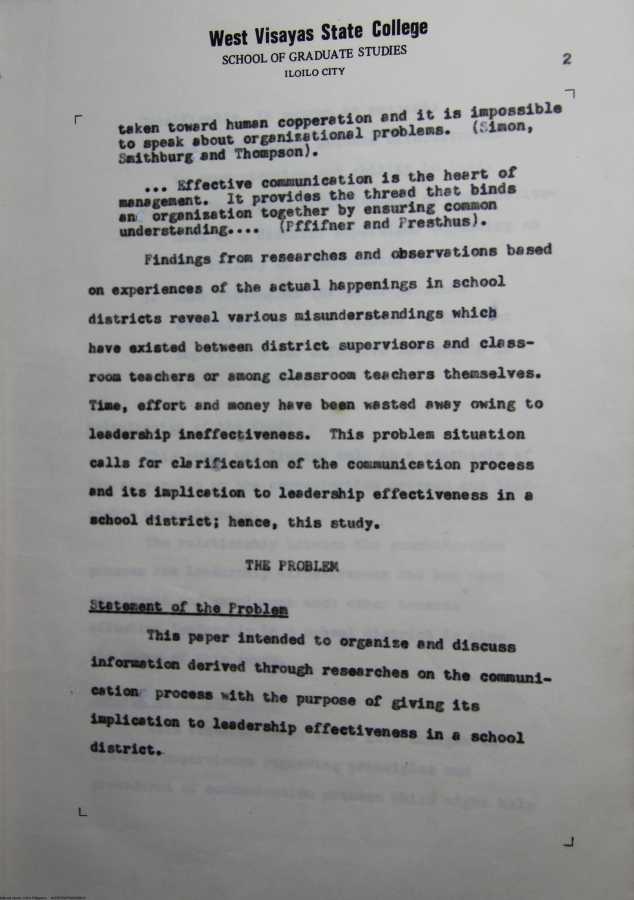 West Visayas State College
SCHOOL OF GRADUATE STUDIES
ILOILO CITY
2
taken toward human copperation and it is impossible
to speak about organizational problems. (Simon,
Smithburg and Thompson).
... Effective communication is the heart of
management. It provides the thread that binds
an organization together by ensuring common
understanding.... (Pffifner and Presthus).
Findings from researches and observations based
on experiences of the actual happenings in school
districts reveal various misunderstandings which
have existed between district supervisors and class-
room teachers or among classroom teachers themselves.
Time, effort and money have been wasted away owing to
leadership ineffectiveness. This problem situation
calls for clarification of the communication process
and its implication to leadership effectiveness in a
school district; hence, this study.
THE PROBLEM
Statement of the Problem
This paper intended to organize and discuss
information derived through researches on the communi-
cation process with the purpose of giving its
implication to leadership effectiveness in a school
district.